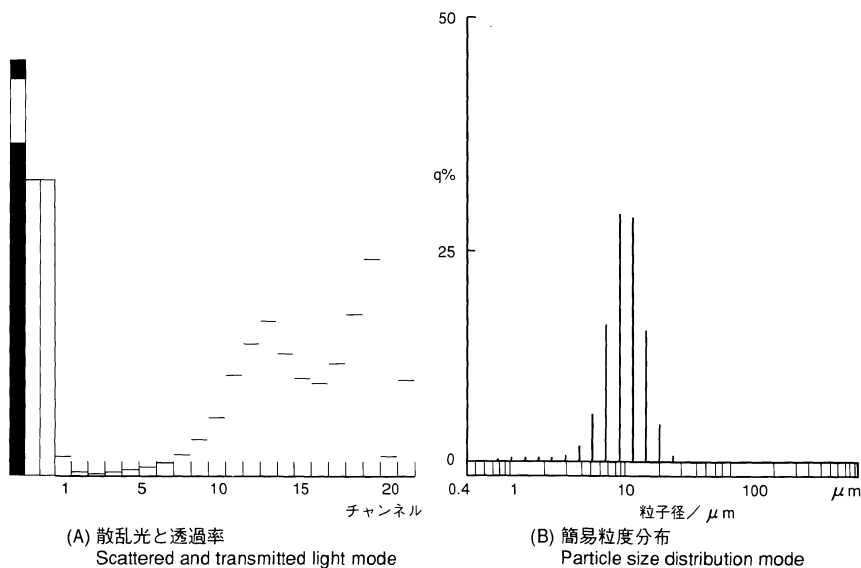 1 5 10 15 20
チャンネル
(A) 散乱光と透過率
Scattered and transmitted light mode
50
q%
25
0
0.4 1 10 100 μm
粒子径/μm
(B) 簡易粒度分布
Particle size distribution mode